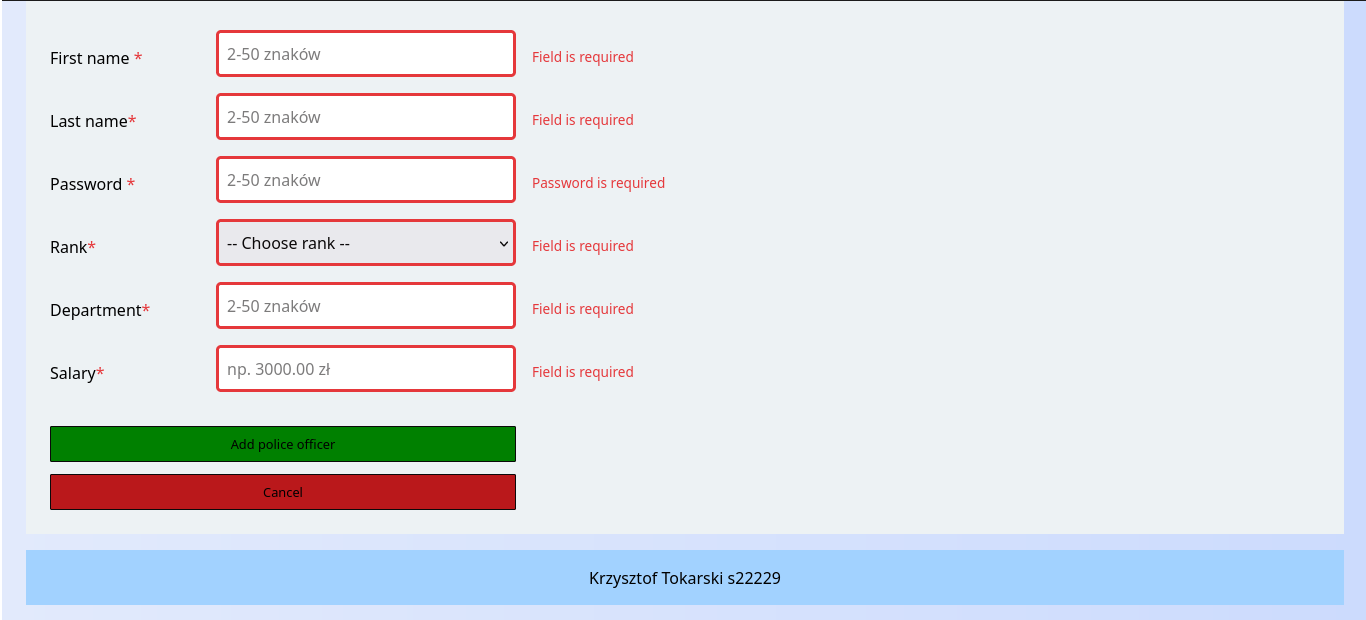 First name * 2-50 znaków Field is required
Last name* 2-50 znaków Field is required
Password * 2-50 znaków Password is required
Rank* -- Choose rank -- Field is required
Department* 2-50 znaków Field is required
Salary* np. 3000.00 zł Field is required
Add police officer
Cancel
Krzysztof Tokarski s22229